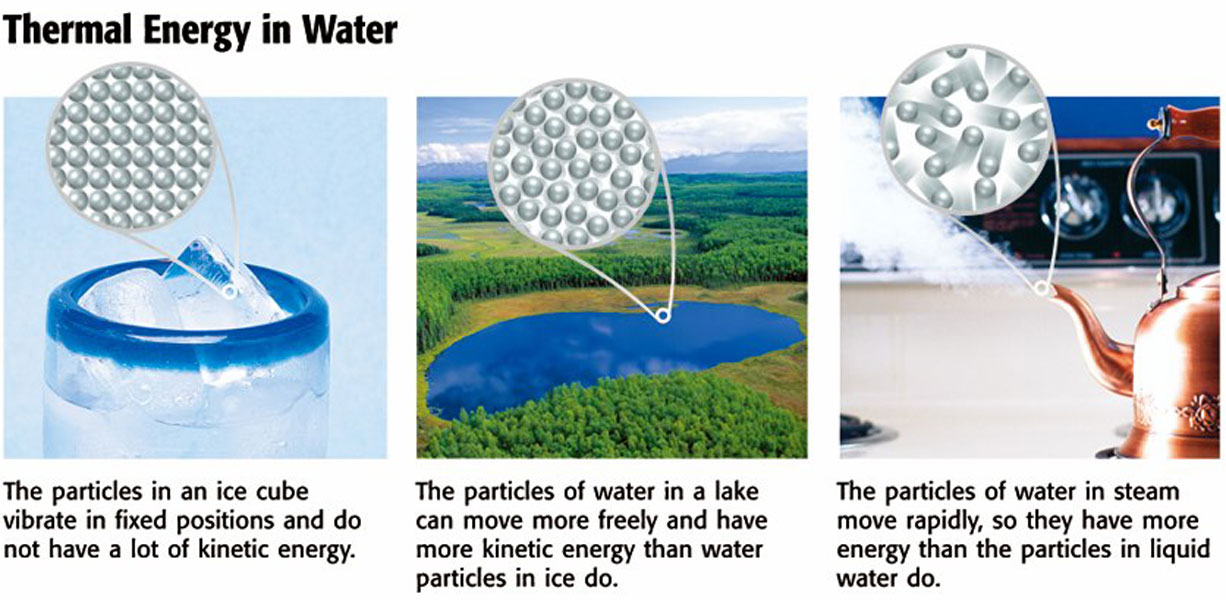 Thermal Energy in Water
The particles in an ice cube
vibrate in fixed positions and do
not have a lot of kinetic energy.
The particles of water in a lake
can move more freely and have
more kinetic energy than water
particles in ice do.
The particles of water in steam
move rapidly, so they have more
energy than the particles in liquid
water do.